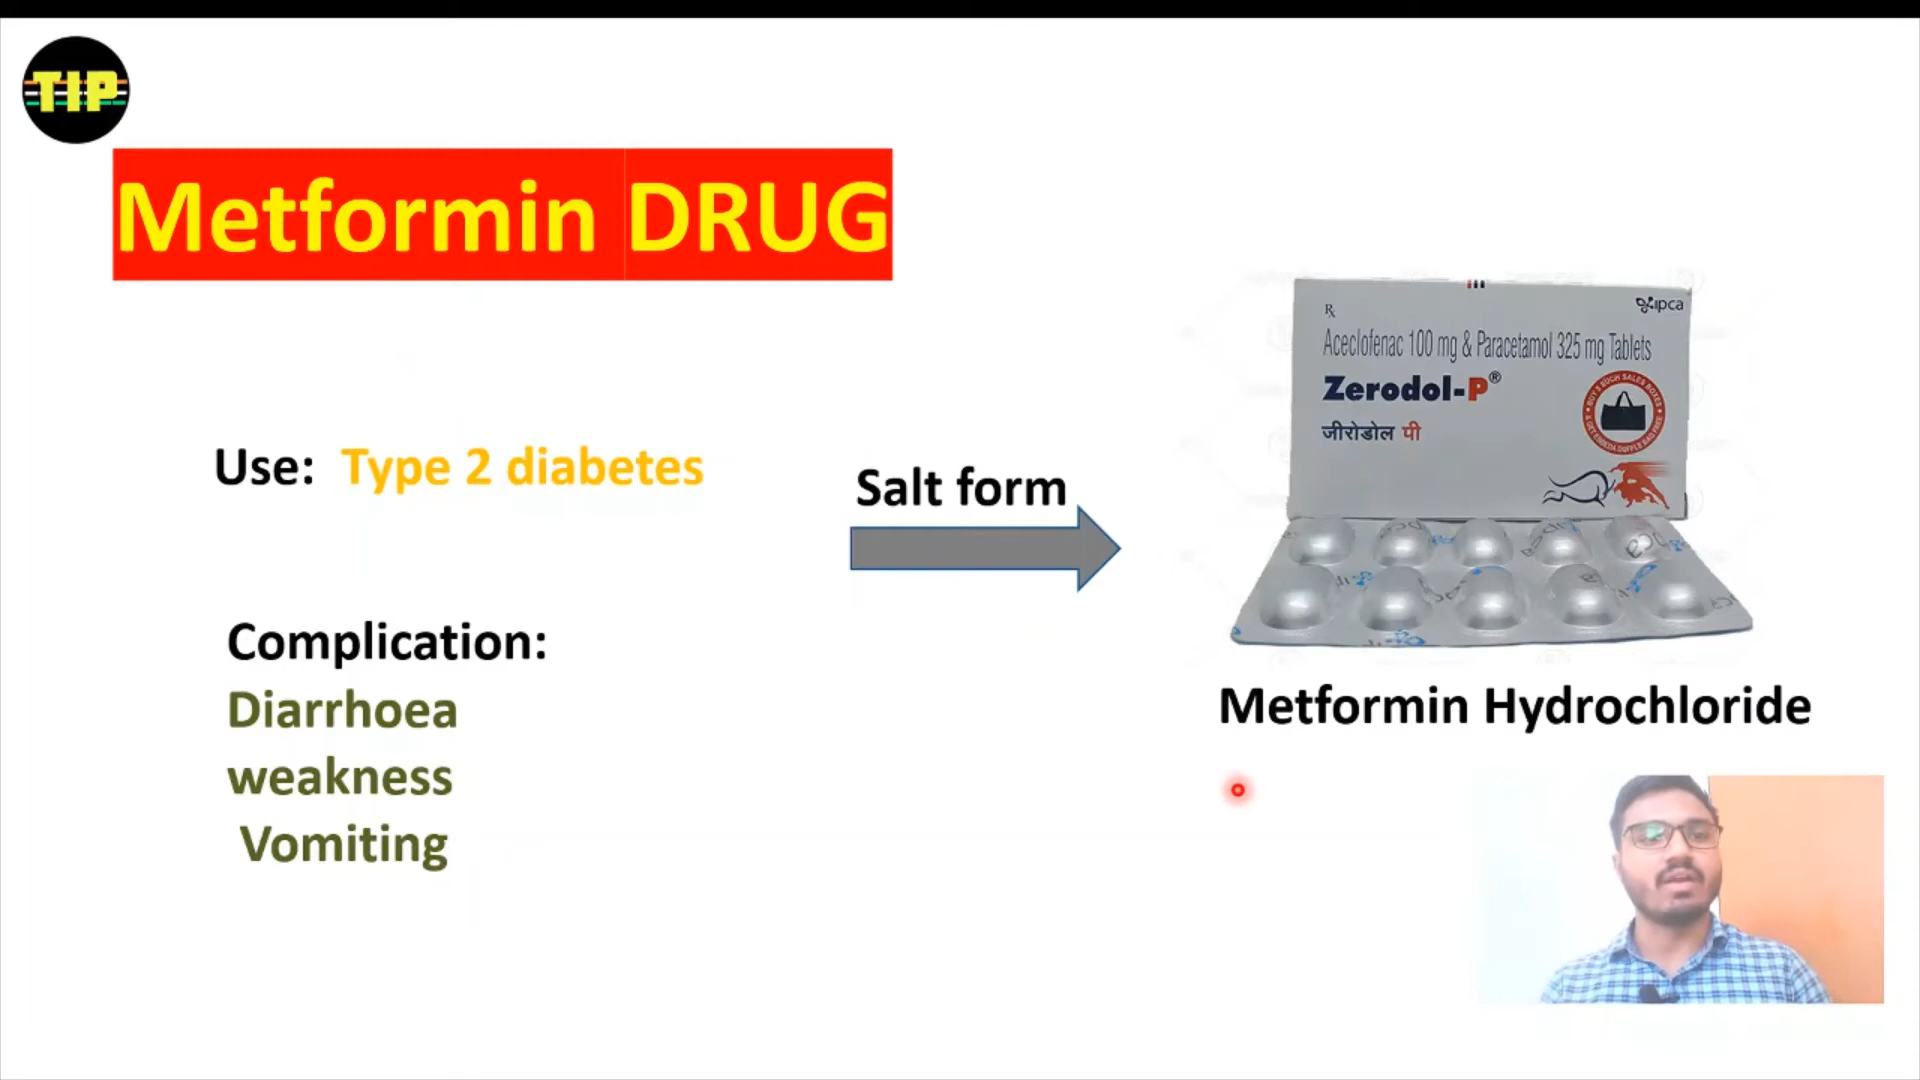 TIP
Metformin DRUG
Use: Type 2 diabetes
Complication:
Diarrhoea
weakness
Vomiting
Salt form
Rx
ipca
Aceclofenac 100 mg & Paracetamol 325 mg Tablets
Zerodol-P®
जीरोडोल पी
Metformin Hydrochloride